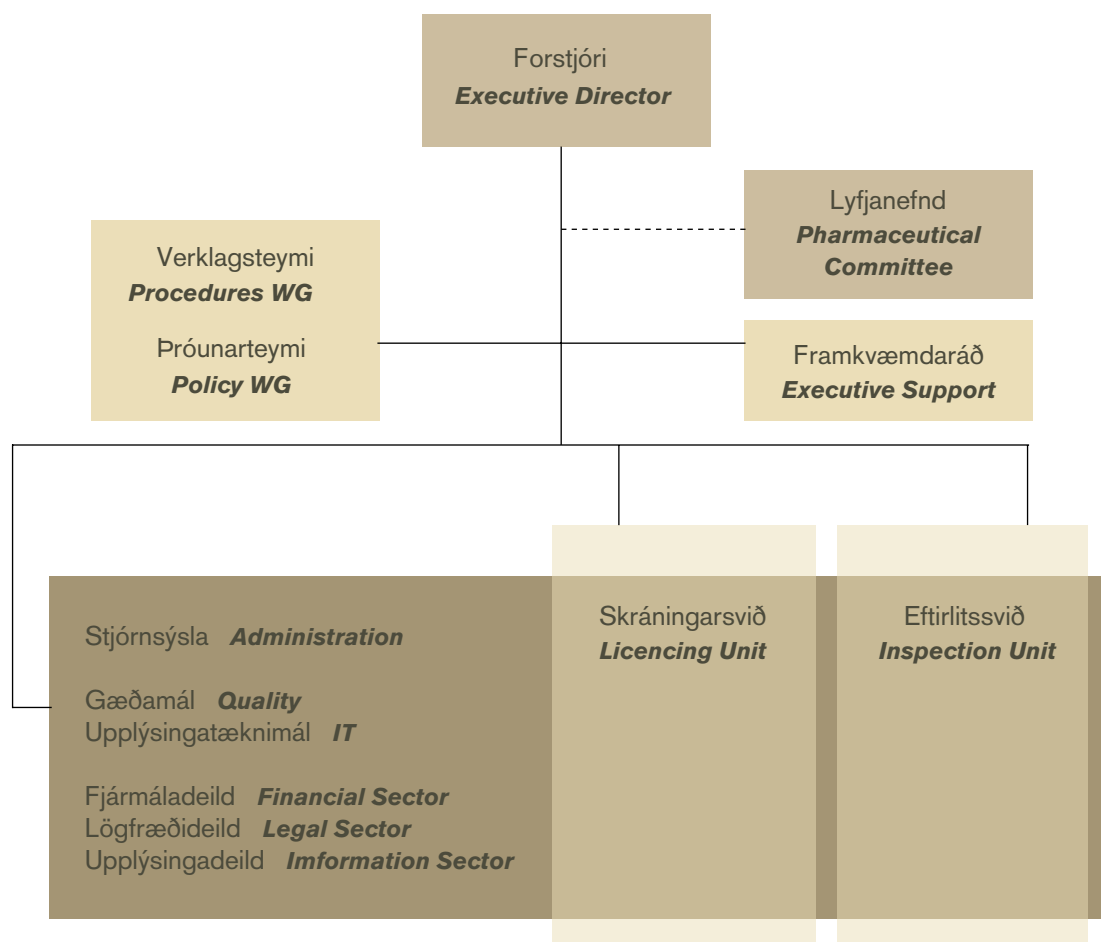 Forstjóri
Executive Director
Lyfjanefnd
Pharmaceutical
Committee
Verklagsteymi
Procedures WG
Þróunarteymi
Policy WG
Framkvæmdaráð
Executive Support
Stjórnsýsla Administration
Gæðamál Quality
Upplýsingatæknimál IT
Fjármáladeild Financial Sector
Lögfræðideild Legal Sector
Upplýsingadeild Imformation Sector
Skráningarsvið
Licencing Unit
Eftirlitssvið
Inspection Unit